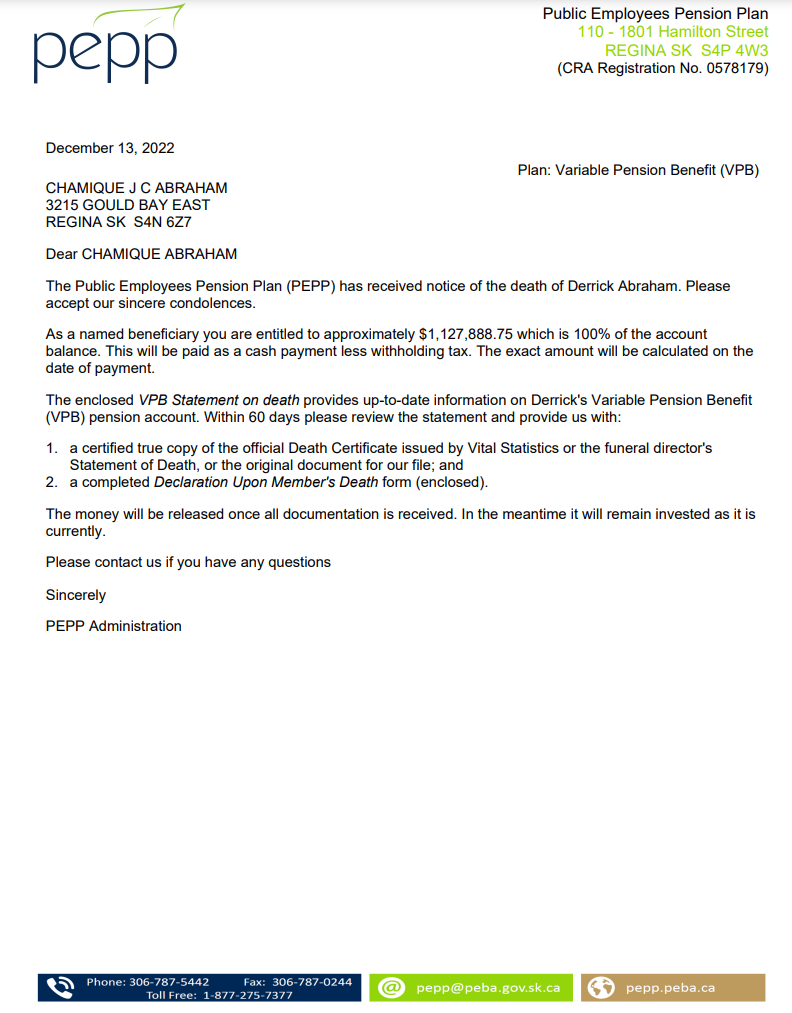 pepp
Public Employees Pension Plan
110 - 1801 Hamilton Street
REGINA SK  S4P 4W3
(CRA Registration No. 0578179)
December 13, 2022
Plan: Variable Pension Benefit (VPB)
CHAMIQUE J C ABRAHAM
3215 GOULD BAY EAST
REGINA SK  S4N 6Z7
Dear CHAMIQUE ABRAHAM
The Public Employees Pension Plan (PEPP) has received notice of the death of Derrick Abraham. Please
accept our sincere condolences.
As a named beneficiary you are entitled to approximately $1,127,888.75 which is 100% of the account
balance. This will be paid as a cash payment less withholding tax. The exact amount will be calculated on the
date of payment.
The enclosed VPB Statement on death provides up-to-date information on Derrick's Variable Pension Benefit
(VPB) pension account. Within 60 days please review the statement and provide us with:
1. a certified true copy of the official Death Certificate issued by Vital Statistics or the funeral director's
Statement of Death, or the original document for our file; and
2. a completed Declaration Upon Member's Death form (enclosed).
The money will be released once all documentation is received. In the meantime it will remain invested as it is
currently.
Please contact us if you have any questions
Sincerely
PEPP Administration
Phone: 306-787-5442 Fax: 306-787-0244
Toll Free: 1-877-275-7377
pepp@peba.gov.sk.ca
pepp.peba.ca